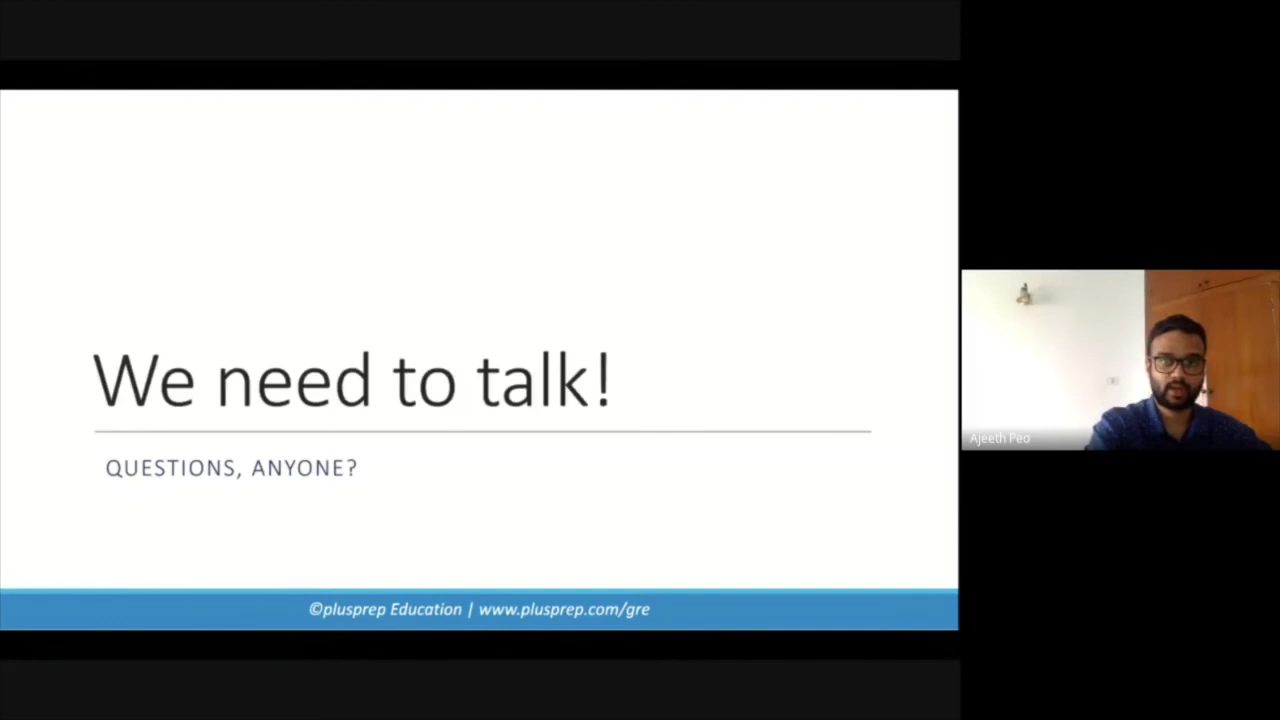 We need to talk!
QUESTIONS, ANYONE?
©plusprep Education | www.plusprep.com/gre
Ajeeth Peo